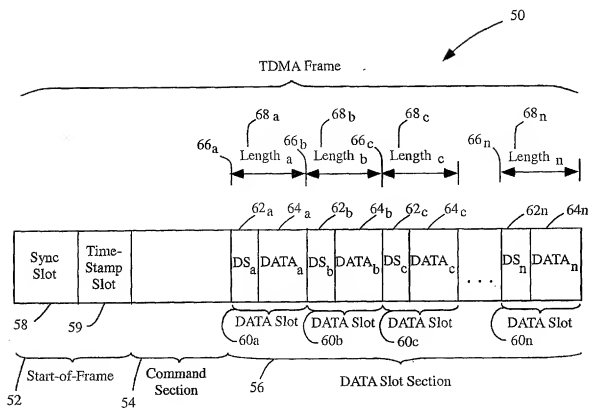 50
TDMA Frame
68a 68b 68c 68n
66a 66b 66c 66n
Length a Length b Length c Length n
62a 64a 62b 64b 62c 64c 62n 64n
Sync Slot Time-Stamp Slot DSa DATAa DSb DATAb DSc DATAc . . . . DSn DATAn
58 59
DATA Slot DATA Slot DATA Slot DATA Slot
60a 60b 60c 60n
52 54 56
Start-of-Frame Command Section DATA Slot Section